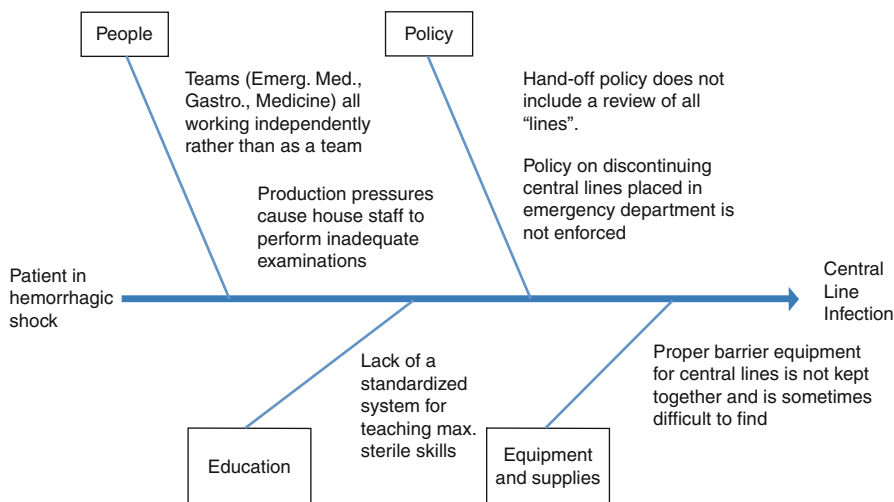 People
Policy
Teams (Emerg. Med.,
Gastro., Medicine) all
working independently
rather than as a team
Hand-off policy does not
include a review of all
“lines”.
Production pressures
cause house staff to
perform inadequate
examinations
Policy on discontinuing
central lines placed in
emergency department is
not enforced
Patient in
hemorrhagic
shock
Central
Line
Infection
Lack of a
standardized
system for
teaching max.
sterile skills
Proper barrier equipment
for central lines is not kept
together and is sometimes
difficult to find
Education
Equipment
and supplies